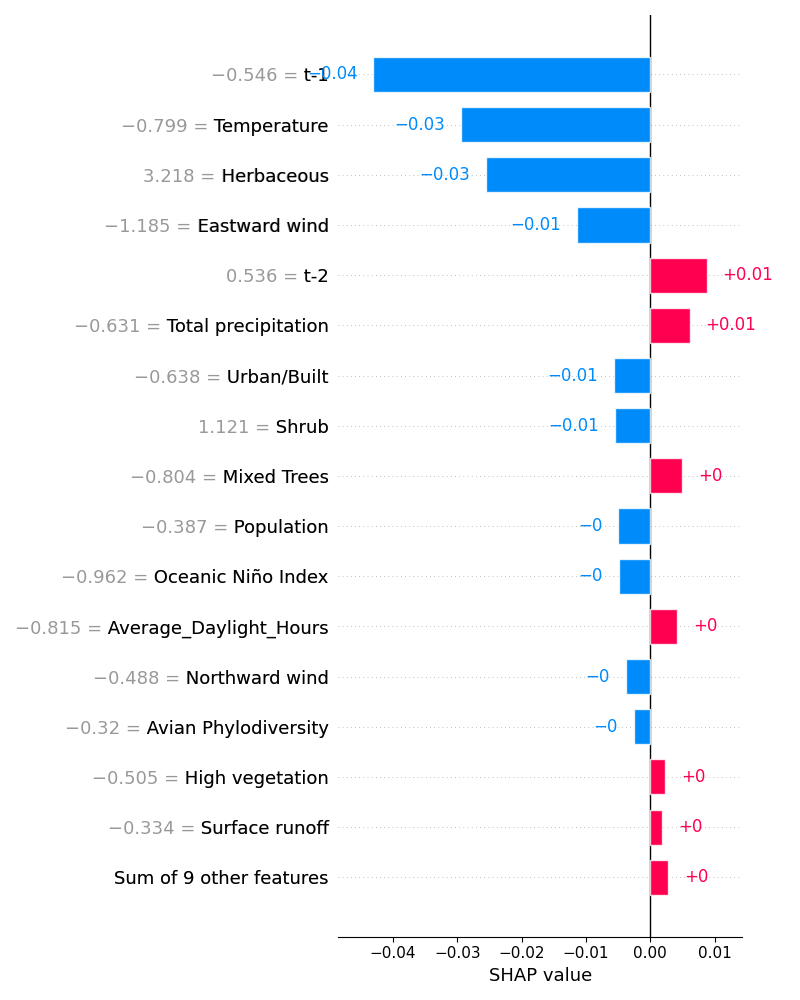 −0.546 = t-1 −0.04
−0.799 = Temperature −0.03
3.218 = Herbaceous −0.03
−1.185 = Eastward wind −0.01
0.536 = t-2 +0.01
−0.631 = Total precipitation +0.01
−0.638 = Urban/Built −0.01
1.121 = Shrub −0.01
−0.804 = Mixed Trees +0
−0.387 = Population −0
−0.962 = Oceanic Niño Index −0
−0.815 = Average_Daylight_Hours +0
−0.488 = Northward wind −0
−0.32 = Avian Phylodiversity −0
−0.505 = High vegetation +0
−0.334 = Surface runoff +0
Sum of 9 other features +0
−0.04 −0.03 −0.02 −0.01 0.00 0.01
SHAP value